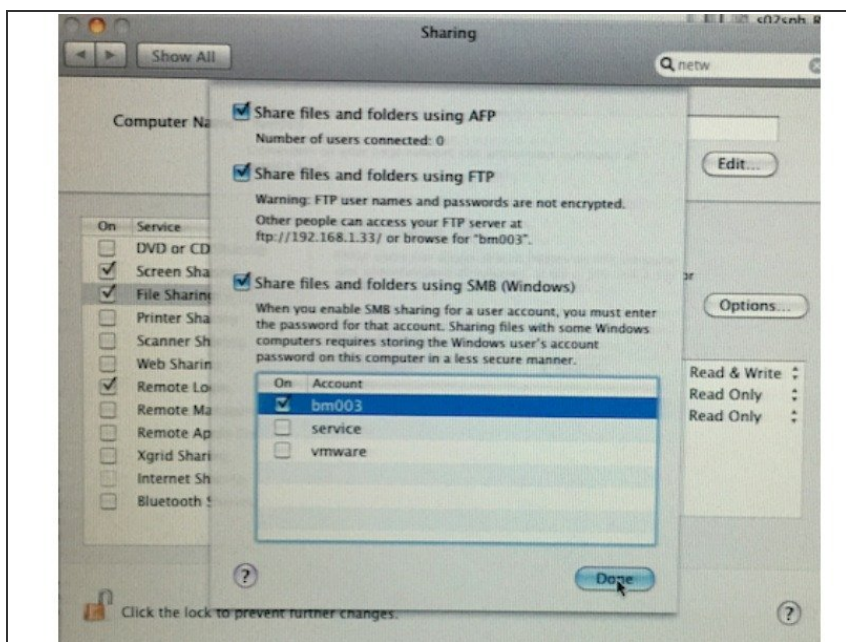 Sharing
Show All
netw
Computer Na
Edit...
Share files and folders using AFP
Number of users connected: 0
Share files and folders using FTP
Warning: FTP user names and passwords are not encrypted.
Other people can access your FTP server at
ftp://192.168.1.33/ or browse for "bm003".
Share files and folders using SMB (Windows)
When you enable SMB sharing for a user account, you must enter
the password for that account. Sharing files with some Windows
computers requires storing the Windows user's account
password on this computer in a less secure manner.
On Account
bm003
service
vmware
Done
On Service
DVD or CD
Screen Sha
File Sharing
Printer Sha
Scanner Sh
Web Sharin
Remote Lo
Remote Ma
Remote Ap
Xgrid Shari
Internet Sh
Bluetooth S
Options...
Read & Write
Read Only
Read Only
?
Click the lock to prevent further changes.
?